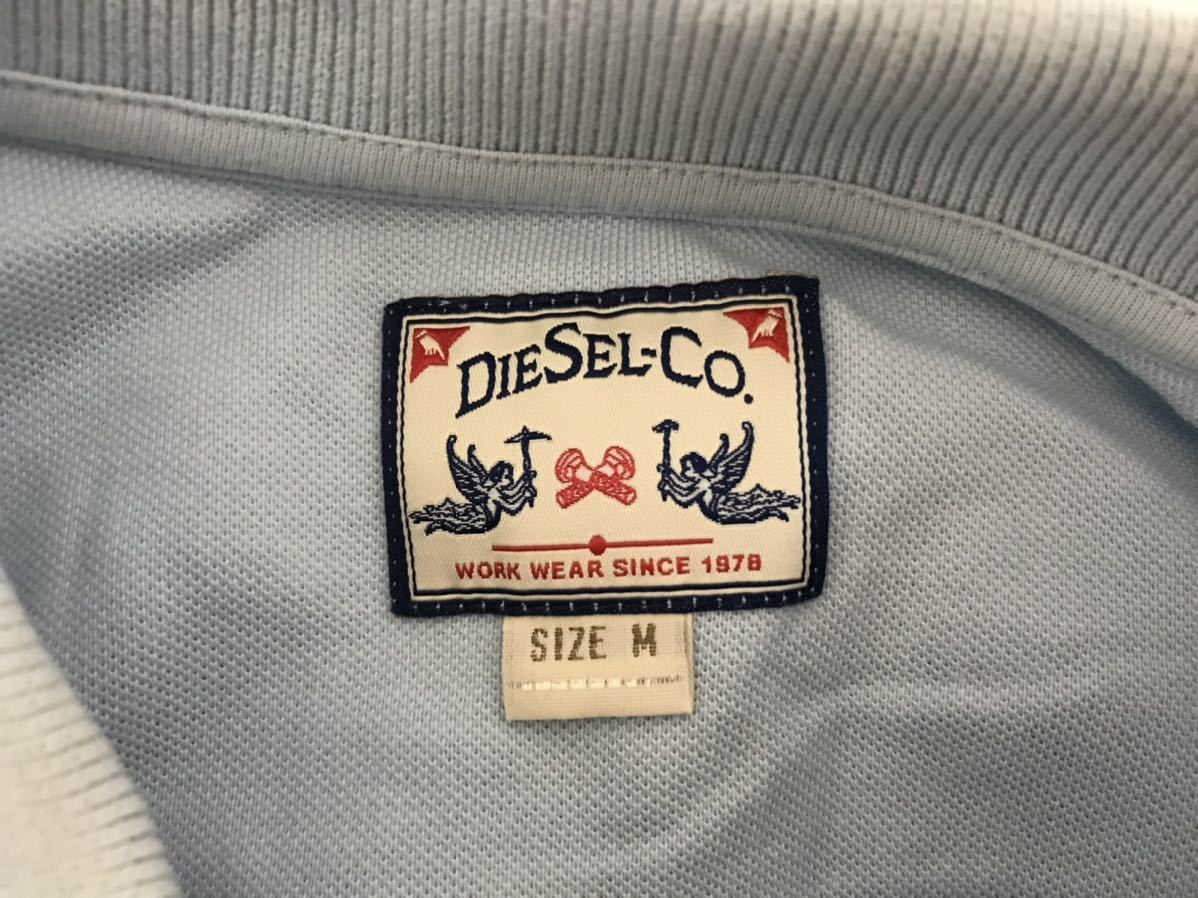 DIESEL-CO.
WORK WEAR SINCE 1978
SIZE M